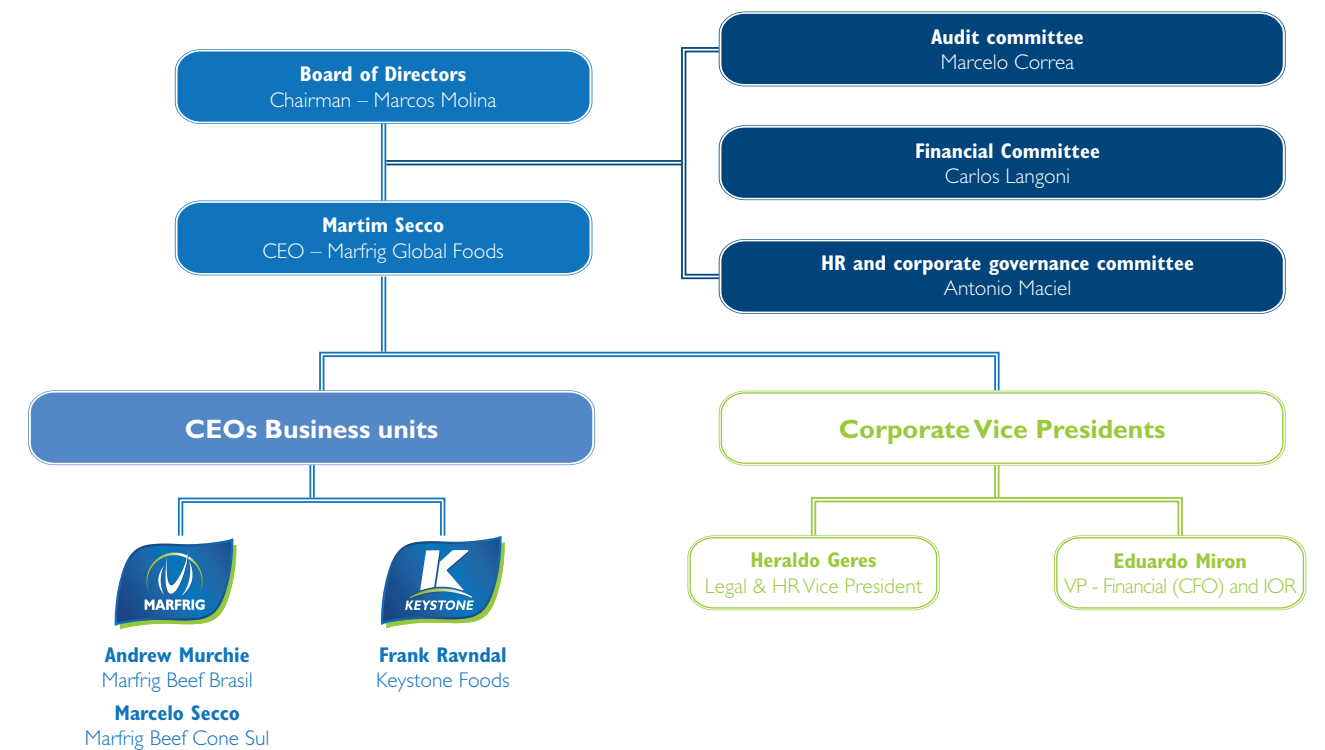 Board of Directors
Chairman – Marcos Molina
Audit committee
Marcelo Correa
Financial Committee
Carlos Langoni
Martim Secco
CEO – Marfrig Global Foods
HR and corporate governance committee
Antonio Maciel
CEOs Business units
Corporate Vice Presidents
MARFRIG
K
KEYSTONE
Heraldo Geres
Legal & HR Vice President
Eduardo Miron
VP - Financial (CFO) and IOR
Andrew Murchie
Marfrig Beef Brasil
Marcelo Secco
Marfrig Beef Cone Sul
Frank Ravndal
Keystone Foods